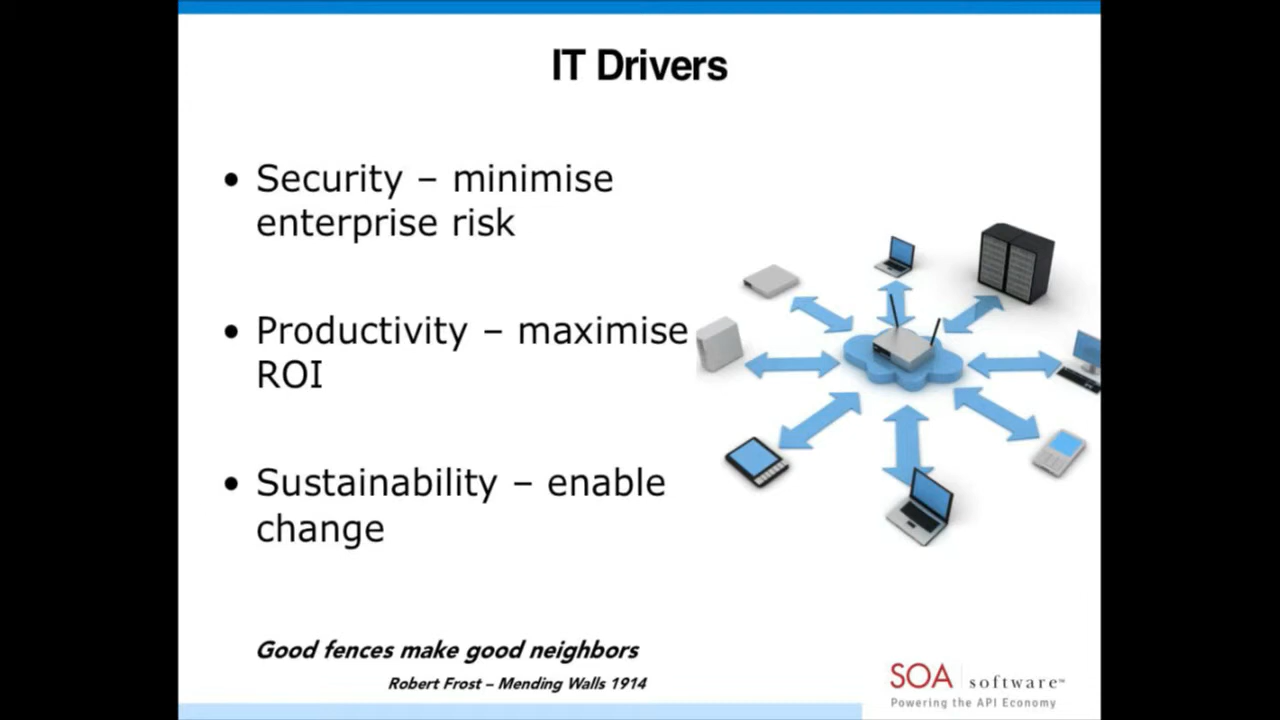 IT Drivers
• Security – minimise
enterprise risk
• Productivity – maximise
ROI
• Sustainability – enable
change
Good fences make good neighbors
Robert Frost – Mending Walls 1914
SOA software™
Powering the API Economy